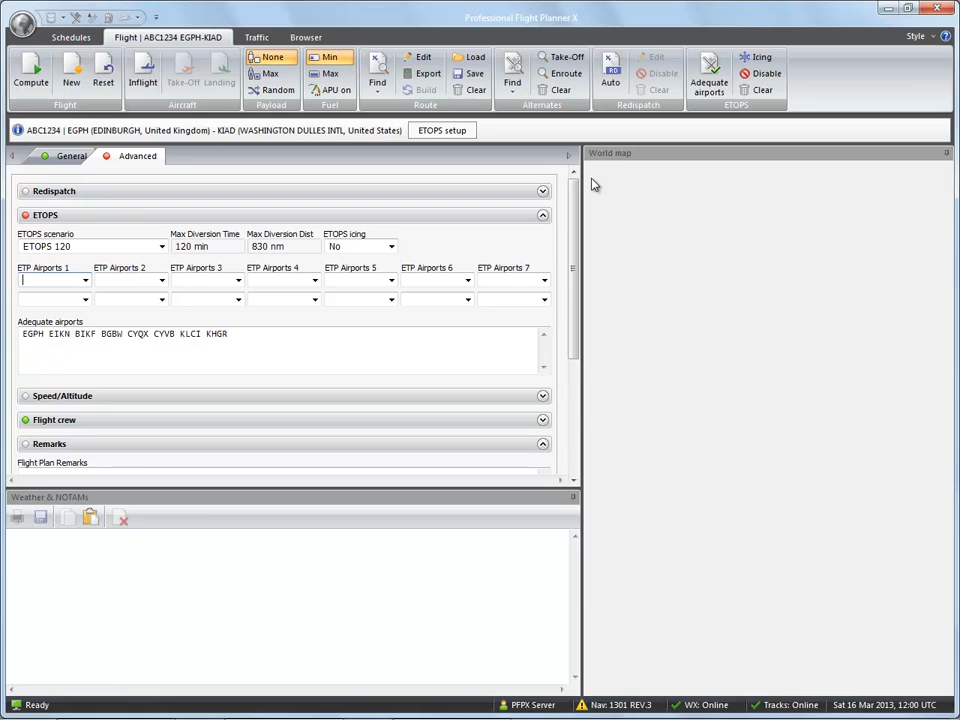 Professional Flight Planner X
Schedules
Flight | ABC1234 EGPH-KIAD
Traffic
Browser
Style
Compute
New
Reset
Flight
Inflight
Take-Off
Landing
Aircraft
None
Max
Random
Payload
Min
Max
APU on
Fuel
Find
Edit
Export
Build
Load
Save
Clear
Route
Find
Take-Off
Enroute
Clear
Alternates
RD
Auto
Edit
Disable
Clear
Redispatch
Adequate
airports
Icing
Disable
Clear
ETOPS
ABC1234 | EGPH (EDINBURGH, United Kingdom) - KIAD (WASHINGTON DULLES INTL, United States)
ETOPS setup
General
Advanced
World map
Redispatch
ETOPS
ETOPS scenario
Max Diversion Time
Max Diversion Dist
ETOPS icing
ETOPS 120
120 min
830 nm
No
ETP Airports 1
ETP Airports 2
ETP Airports 3
ETP Airports 4
ETP Airports 5
ETP Airports 6
ETP Airports 7
Adequate airports
EGPH EIKN BIKF BGBW CYQX CYVB KLCI KHGR
Speed/Altitude
Flight crew
Remarks
Flight Plan Remarks
Weather & NOTAMs
Ready
PFPX Server
Nav: 1301 REV.3
WX: Online
Tracks: Online
Sat 16 Mar 2013, 12:00 UTC